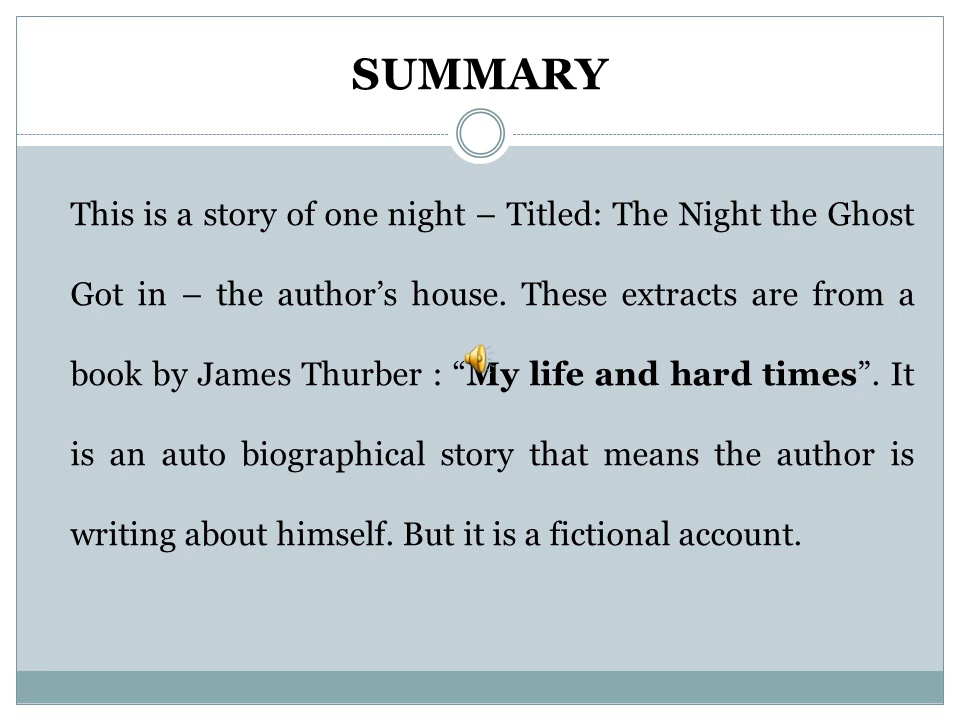 SUMMARY
This is a story of one night – Titled: The Night the Ghost
Got in – the author’s house. These extracts are from a
book by James Thurber : “My life and hard times”. It
is an auto biographical story that means the author is
writing about himself. But it is a fictional account.